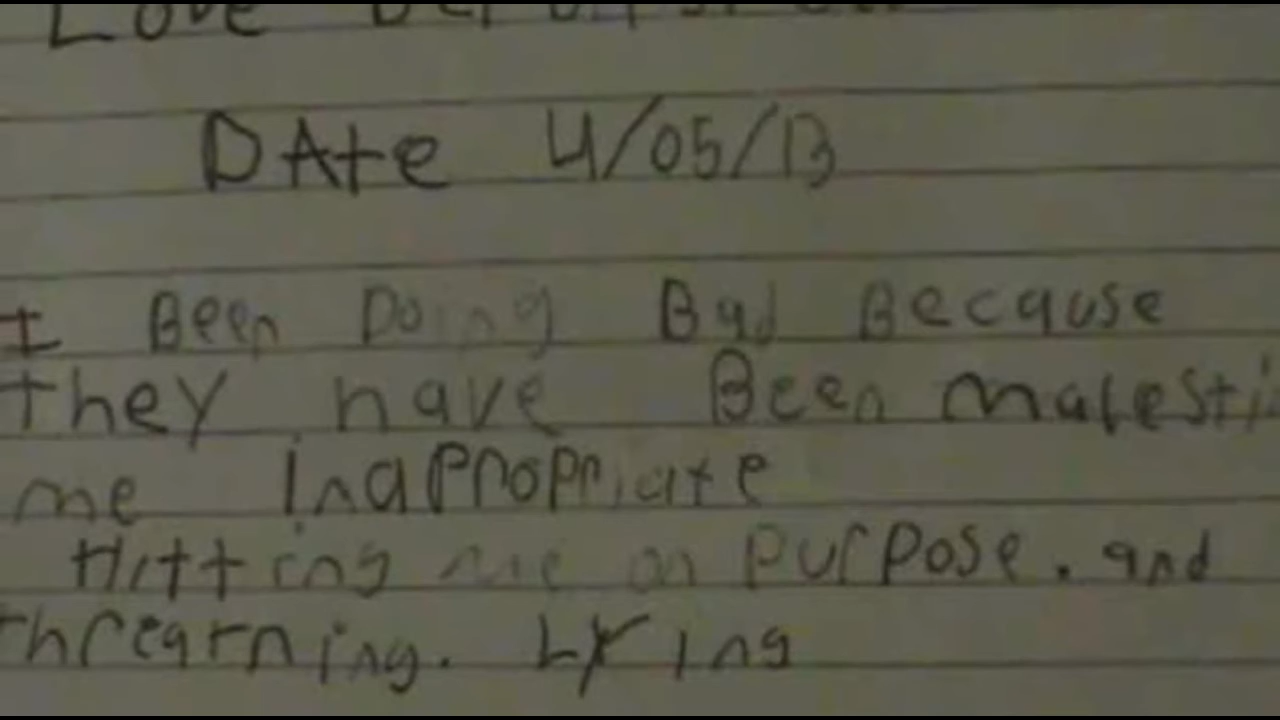 Love
DAte 4/05/13
I Been Doing Bad Because
they have Been malesti
me inappropriate
Hitting me on purpose. and
threarning. Lying